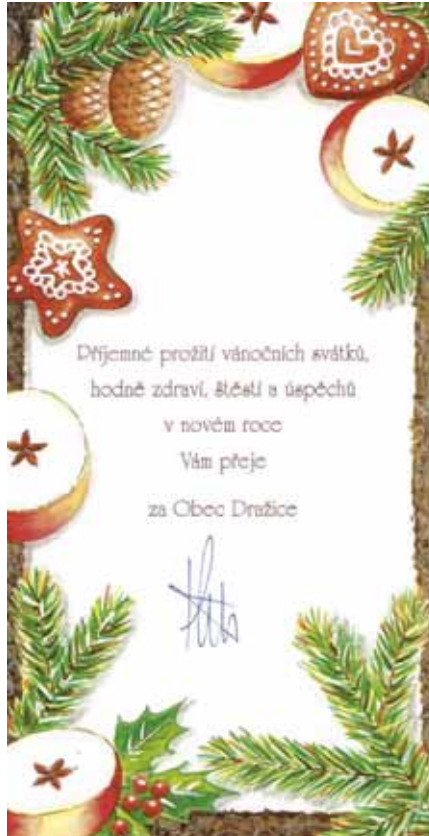 Příjemné prožití vánočních svátků,
hodně zdraví, štěstí a úspěchů
v novém roce
Vám přeje
za Obec Dražice